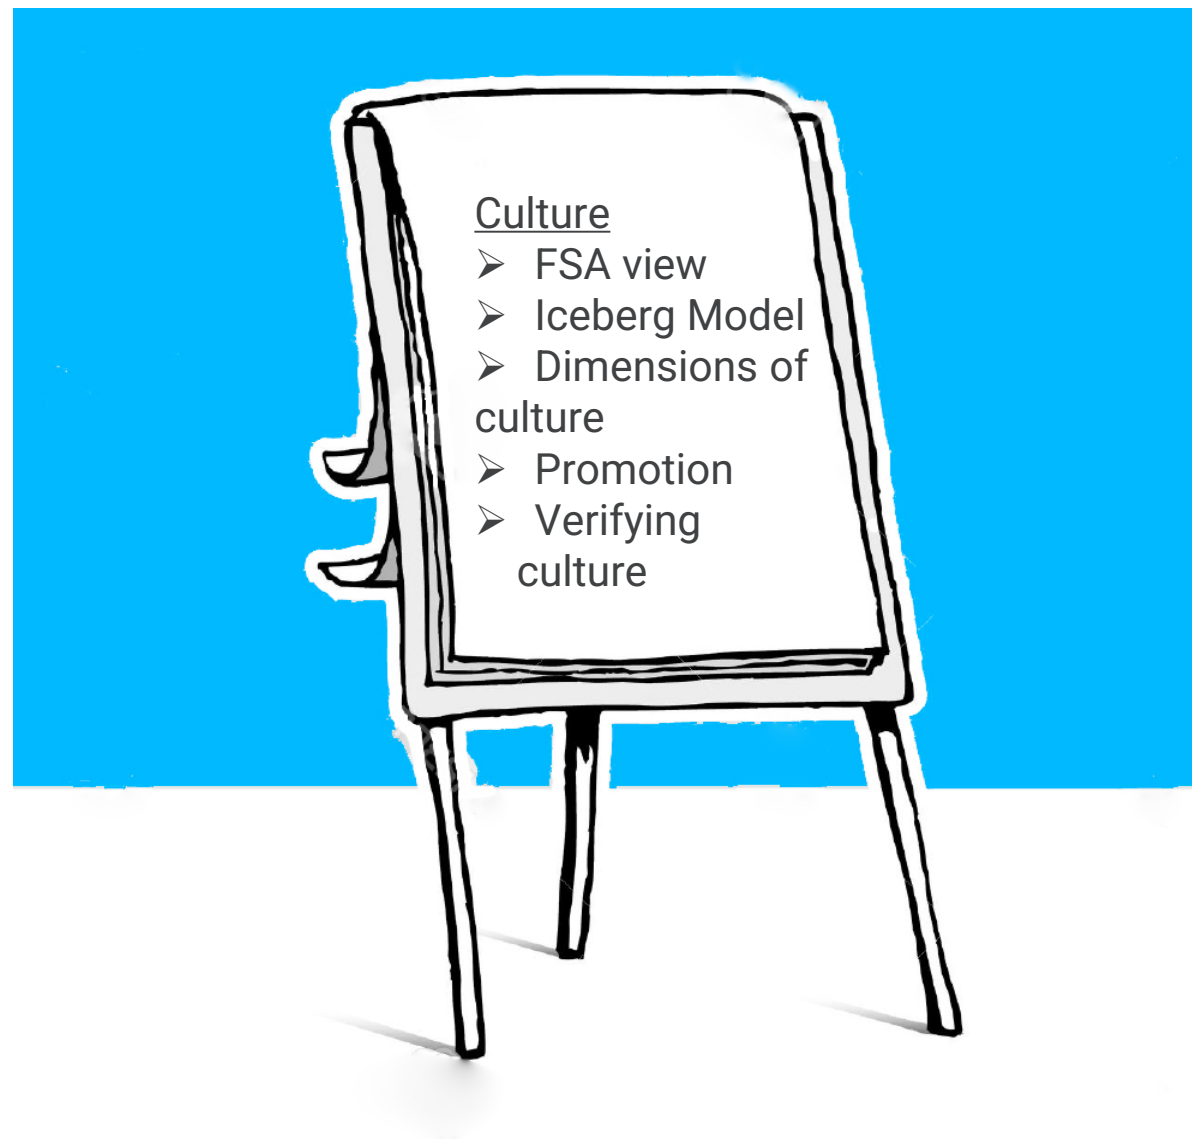 Culture
➢ FSA view
➢ Iceberg Model
➢ Dimensions of
culture
➢ Promotion
➢ Verifying
culture